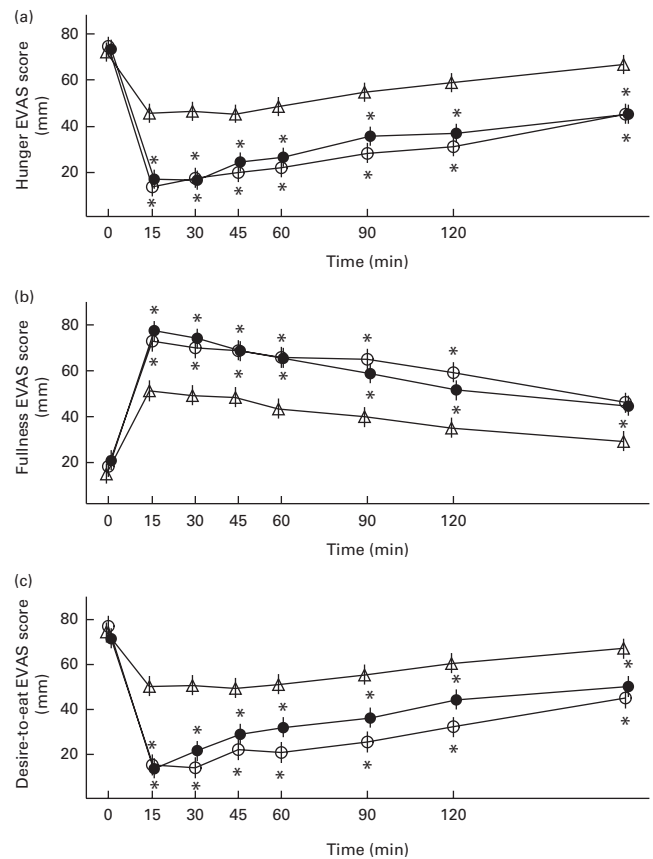 (a)
Hunger EVAS score
(mm)
80
60
40
20
* * * * * * *
* * * * * * *
0 15 30 45 60 90 120
Time (min)
(b)
Fullness EVAS score
(mm)
80
60
40
20
* * * * * *
* * * * * * *
0 15 30 45 60 90 120
Time (min)
(c)
Desire-to-eat EVAS score
(mm)
80
60
40
20
* * * * * * *
* * * * * * *
0 15 30 45 60 90 120
Time (min)